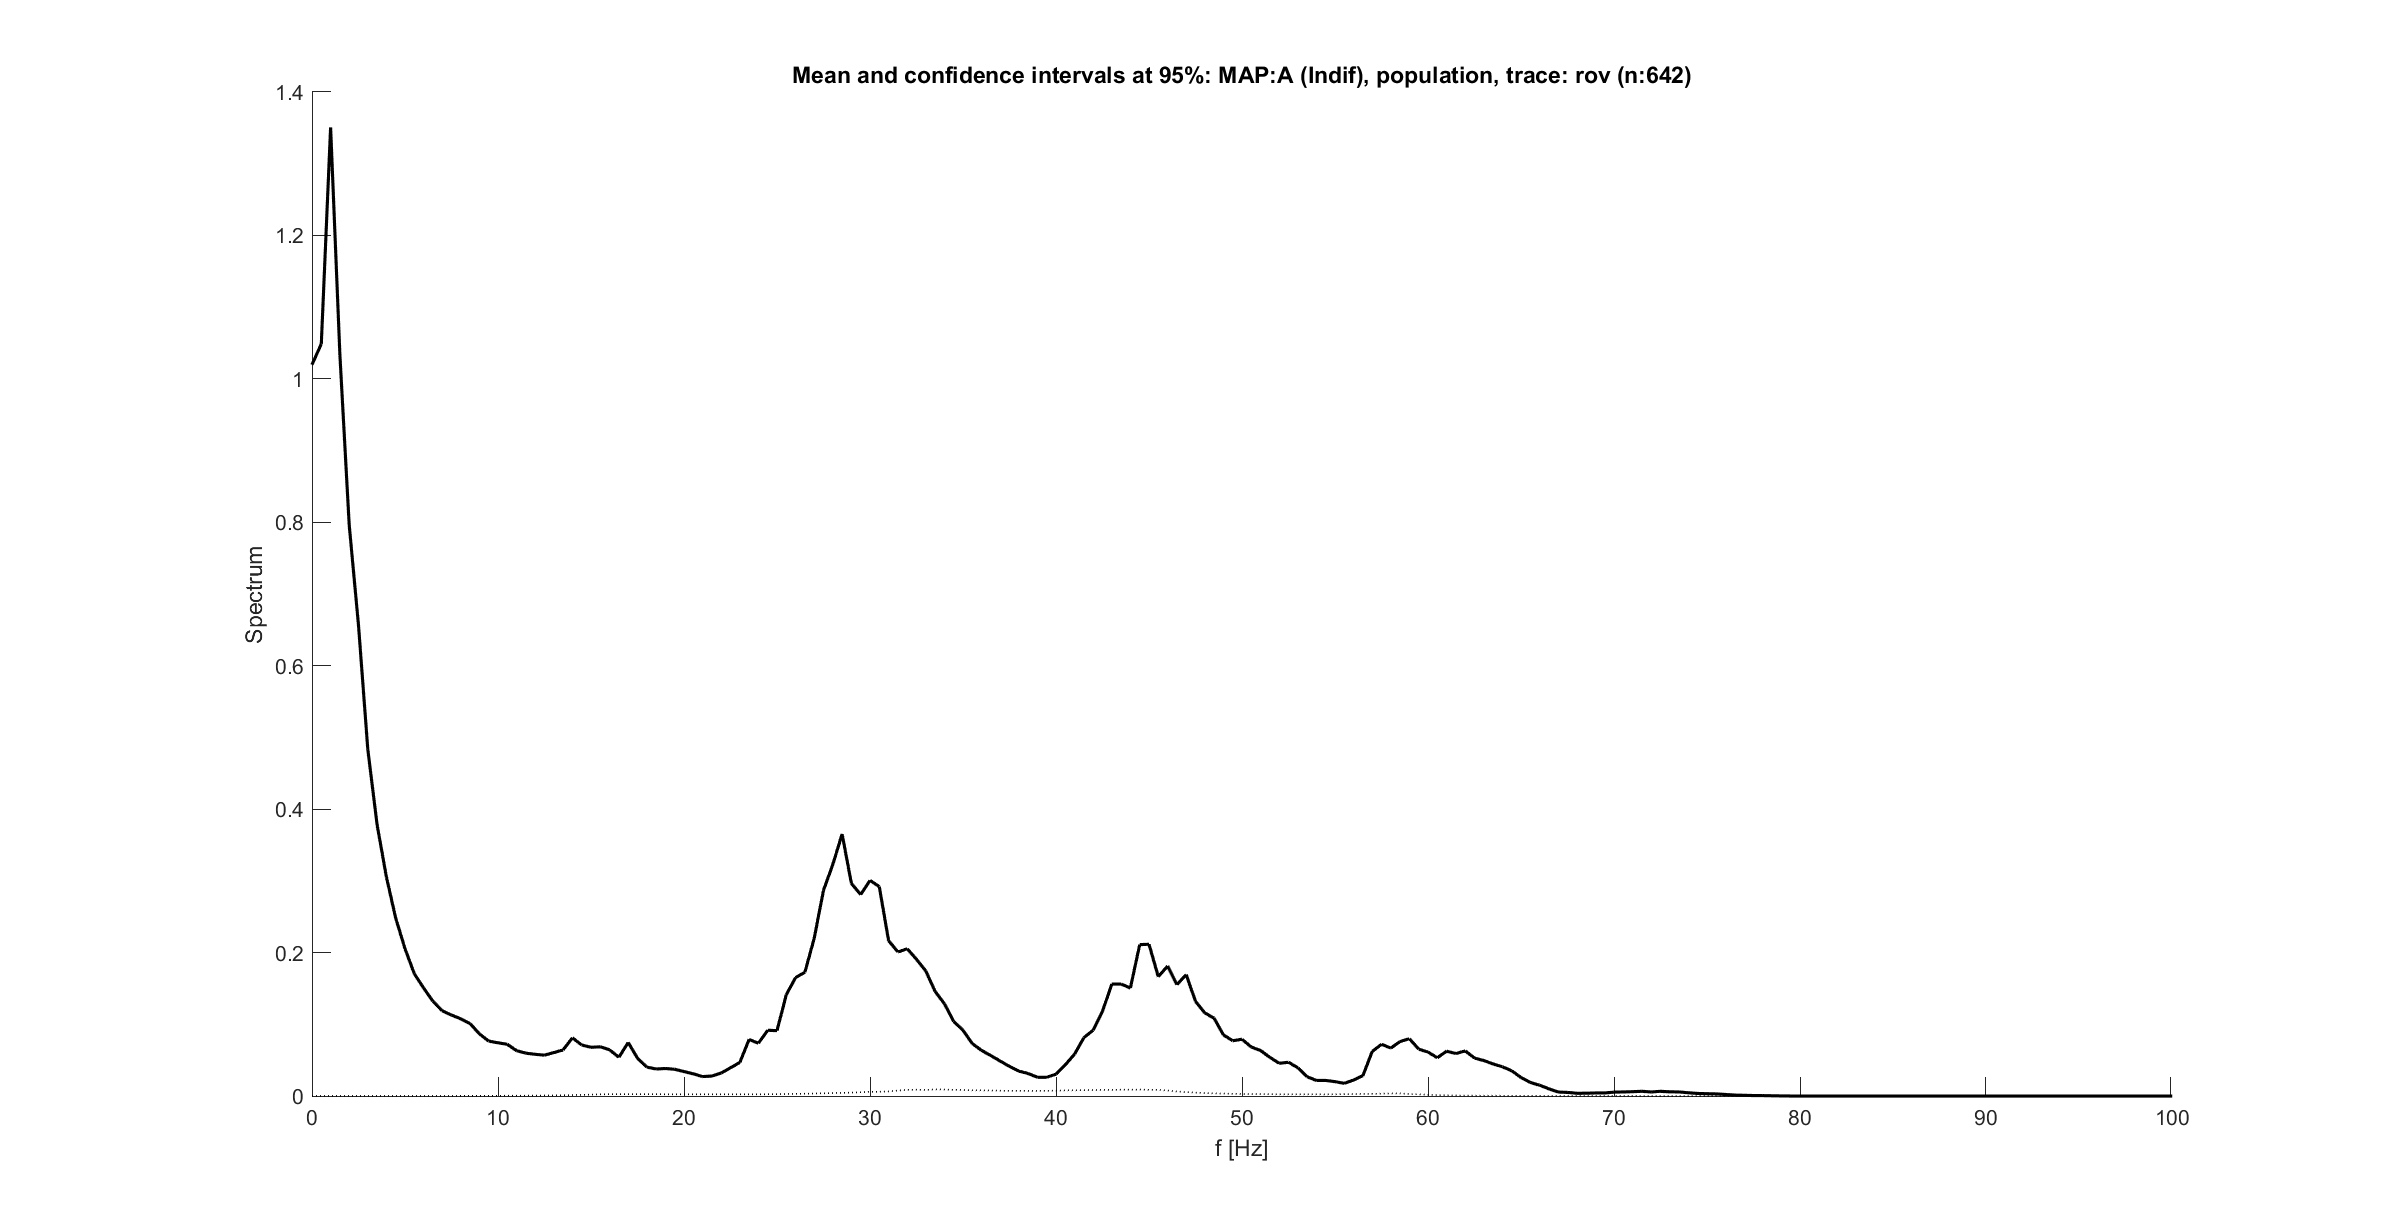 Mean and confidence intervals at 95%: MAP:A (Indif), population, trace: rov (n:642)
1.4
1.2
1
0.8
0.6
0.4
0.2
0
Spectrum
0 10 20 30 40 50 60 70 80 90 100
f [Hz]